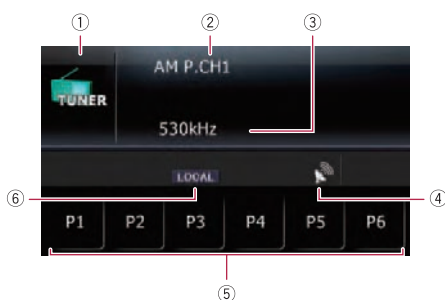 ① ② ③
AM P.CH1
TUNER
530kHz
LOCAL
⑥ ④
P1 P2 P3 P4 P5 P6
⑤